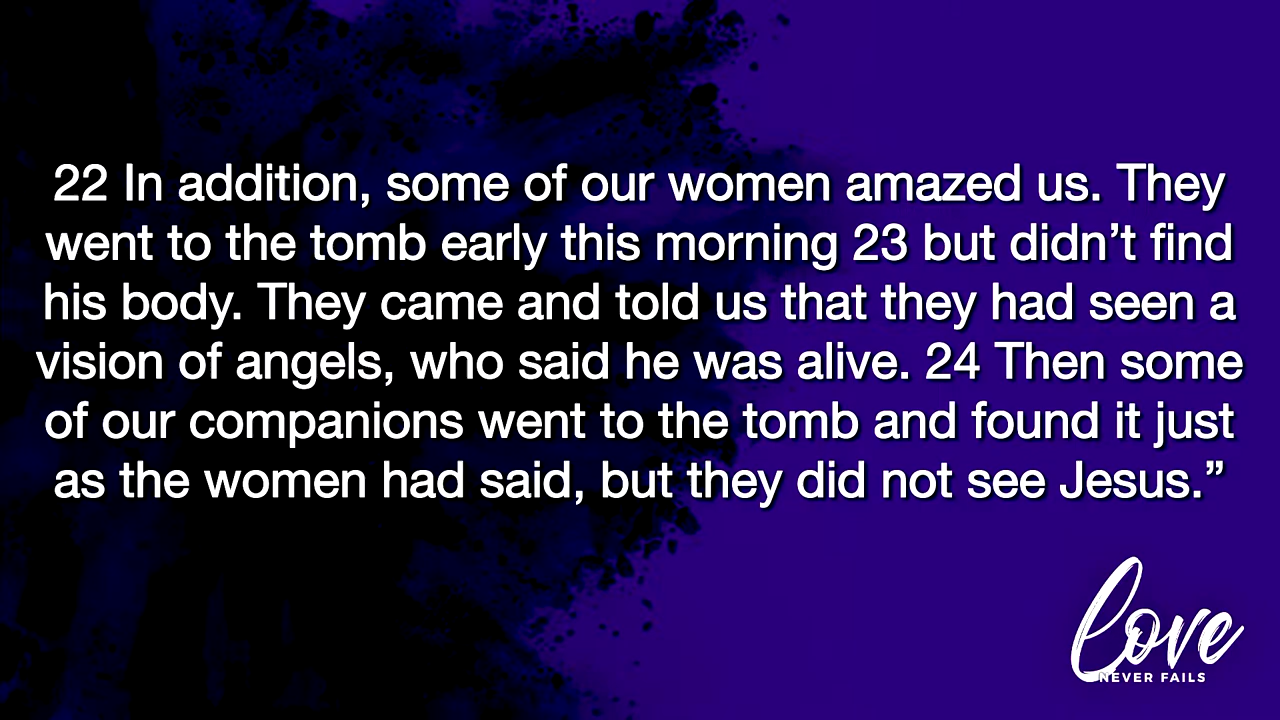 22 In addition, some of our women amazed us. They
went to the tomb early this morning 23 but didn’t find
his body. They came and told us that they had seen a
vision of angels, who said he was alive. 24 Then some
of our companions went to the tomb and found it just
as the women had said, but they did not see Jesus.”
Love
NEVER FAILS